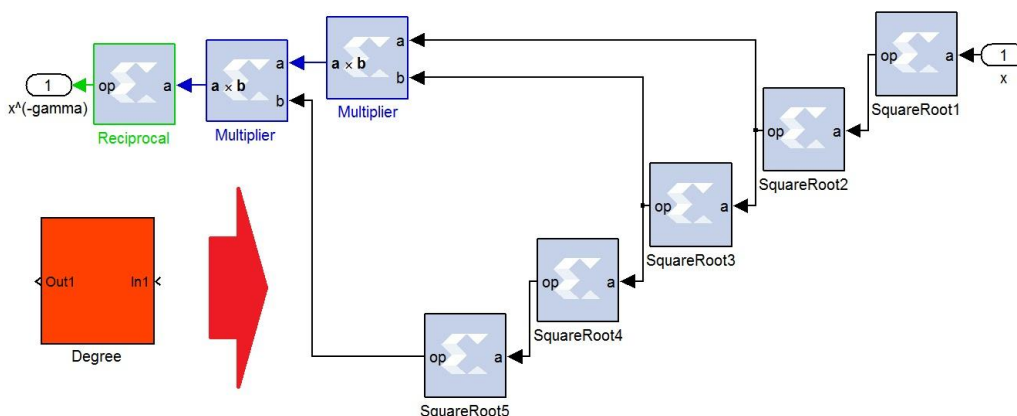 a
a
1
op
a
a × b
a
a × b
b
op
a
x
x^(-gamma)
b
SquareRoot1
Reciprocal
Multiplier
Multiplier
op
a
SquareRoot2
op
a
SquareRoot3
Out1
In1
op
a
SquareRoot4
Degree
op
a
SquareRoot5
1